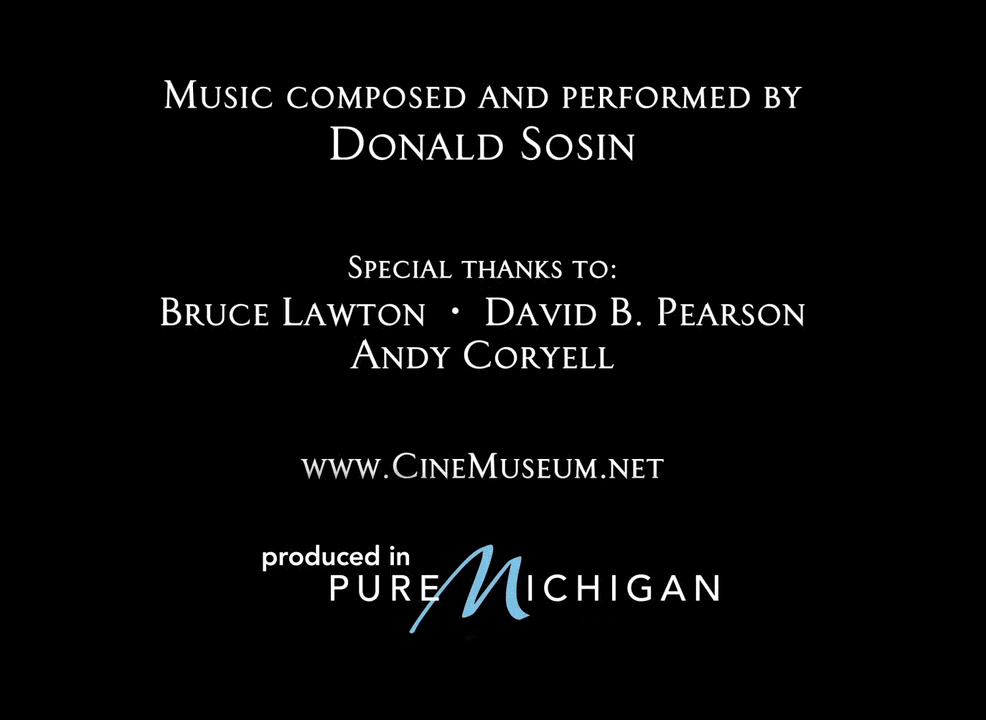 Music composed and performed by
Donald Sosin
Special thanks to:
Bruce Lawton · David B. Pearson
Andy Coryell
www.CineMuseum.net
produced in
PURE MICHIGAN